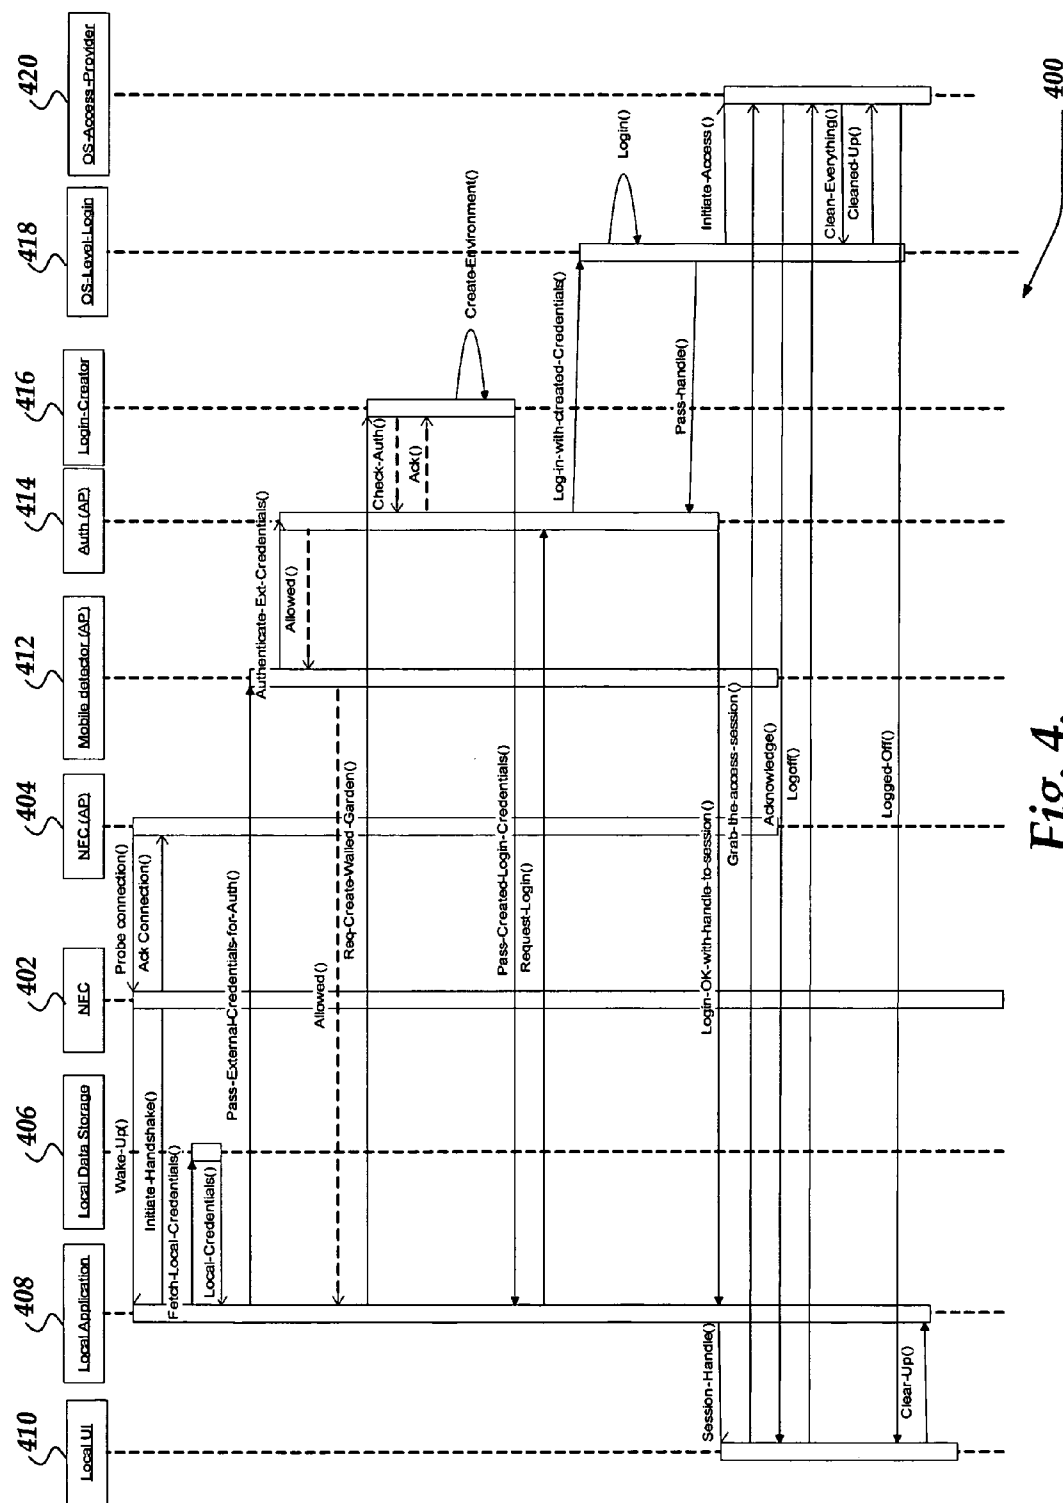 410
408
406
402
404
412
414
416
418
420
Local UI
Local Application
Local Data Storage
NFC
NFC (AP)
Mobile detector (AP)
Auth (AP)
Login-Creator
OS-Level-Login
OS-Access-Provider
Wake-Up()
Probe connection()
Ack Connection()
Initiate-Handshake()
Fetch-Local-Credentials()
Local-Credentials()
Pass-External-Credentials-for-Auth()
Authenticate-Ext-Credentials()
Allowed()
Allowed()
Req-Create-Walled-Garden()
Check-Auth()
Ack()
Create-Environment()
Pass-Created-Login-Credentials()
Request-Login()
Log-in-with-created-Credentials()
Login()
Pass-handle()
Login-OK-with-handle-to-session()
Session-Handle()
Initiate-Access()
Grab-the-access-session()
Acknowledge()
Logoff()
Clean-Everything()
Cleaned-Up()
Logged-Off()
Clear-Up()
400
Fig. 4.